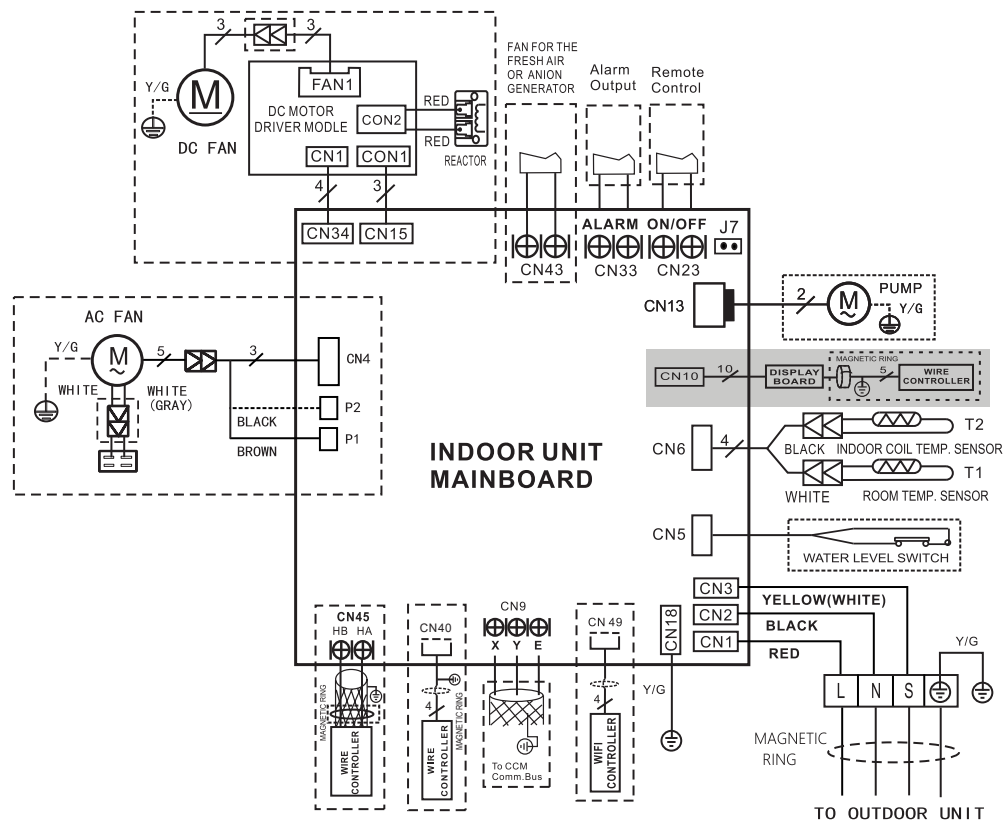 3
3
Y/G
M
DC FAN
FAN1
DC MOTOR
DRIVER MODLE
CON2
RED
RED
REACTOR
CN1
CON1
4
3
CN34
CN15
FAN FOR THE
FRESH AIR
OR ANION
GENERATOR
Alarm
Output
Remote
Control
ALARM
ON/OFF
J7
CN43
CN33
CN23
CN13
2
M
PUMP
Y/G
AC FAN
Y/G
M
5
3
CN4
WHITE
WHITE
(GRAY)
P2
BLACK
P1
BROWN
CN10
10
DISPLAY
BOARD
MAGNETIC RING
5
WIRE
CONTROLLER
INDOOR UNIT
MAINBOARD
CN6
4
T2
BLACK
INDOOR COIL TEMP. SENSOR
T1
WHITE
ROOM TEMP. SENSOR
CN5
WATER LEVEL SWITCH
CN3
YELLOW(WHITE)
CN2
BLACK
CN1
RED
CN18
Y/G
CN45
HB HA
MAGNETIC RING
WIRE
CONTROLLER
CN40
4
MAGNETIC RING
WIRE
CONTROLLER
CN9
X Y E
To CCM
Comm.Bus
CN 49
4
WIFI
CONTROLLER
L N S
Y/G
MAGNETIC
RING
TO OUTDOOR UNIT